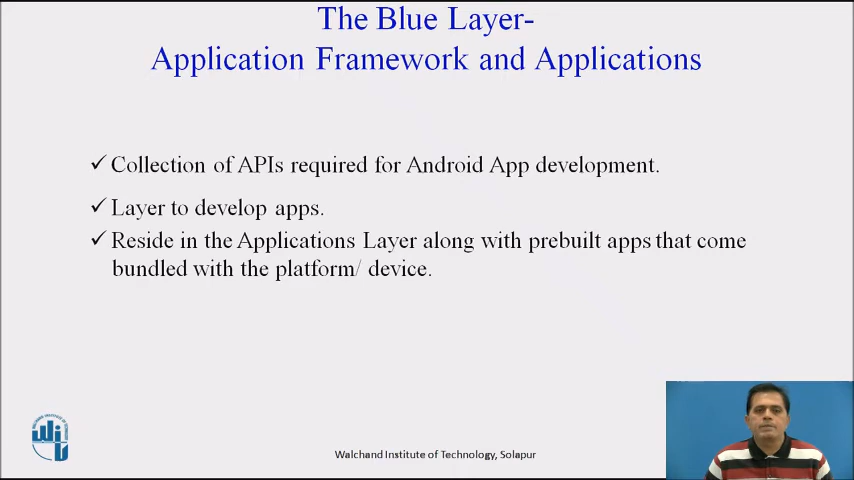 The Blue Layer-
Application Framework and Applications
✓ Collection of APIs required for Android App development.
✓ Layer to develop apps.
✓ Reside in the Applications Layer along with prebuilt apps that come
bundled with the platform/ device.
Walchand Institute of Technology, Solapur